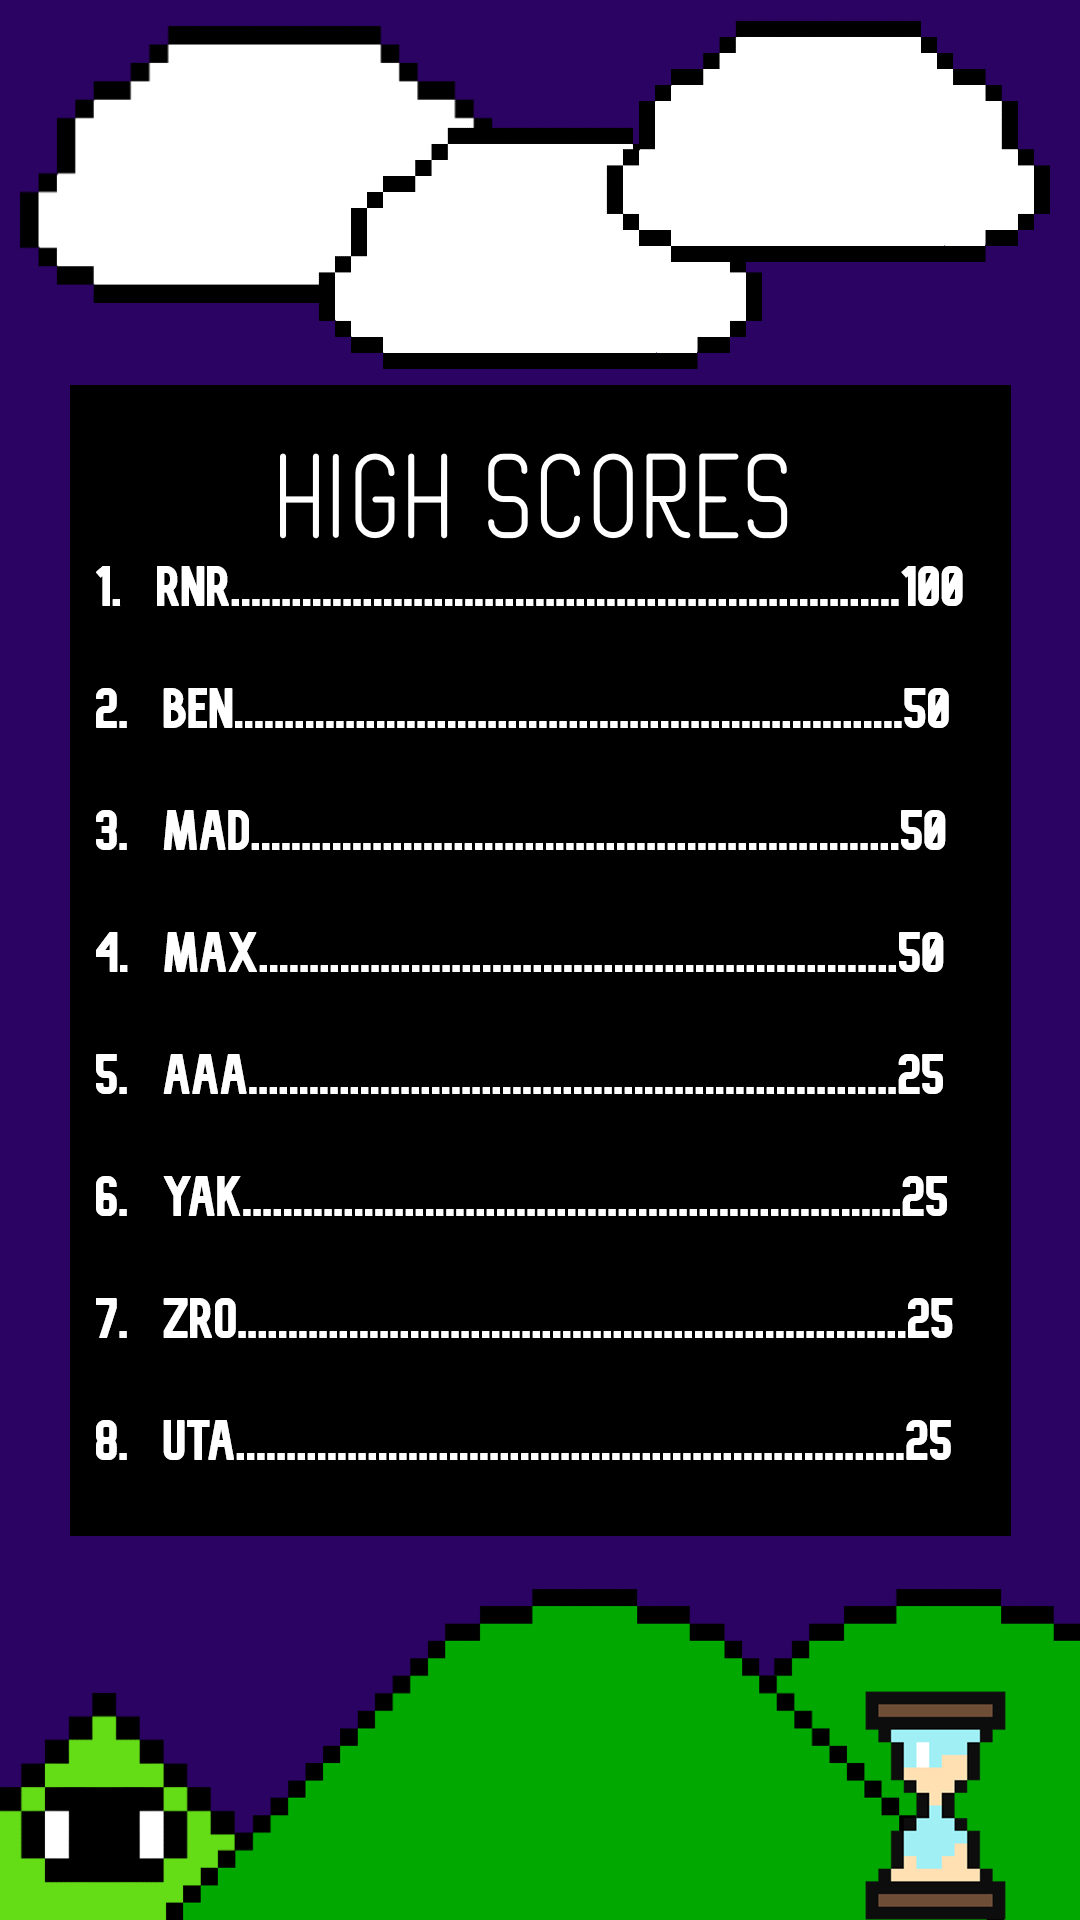 HIGH SCORES
1. RNR..................................................................100
2. BEN..................................................................50
3. MAD................................................................50
4. MAX...............................................................50
5. AAA................................................................25
6. YAK.................................................................25
7. ZRO..................................................................25
8. UTA..................................................................25